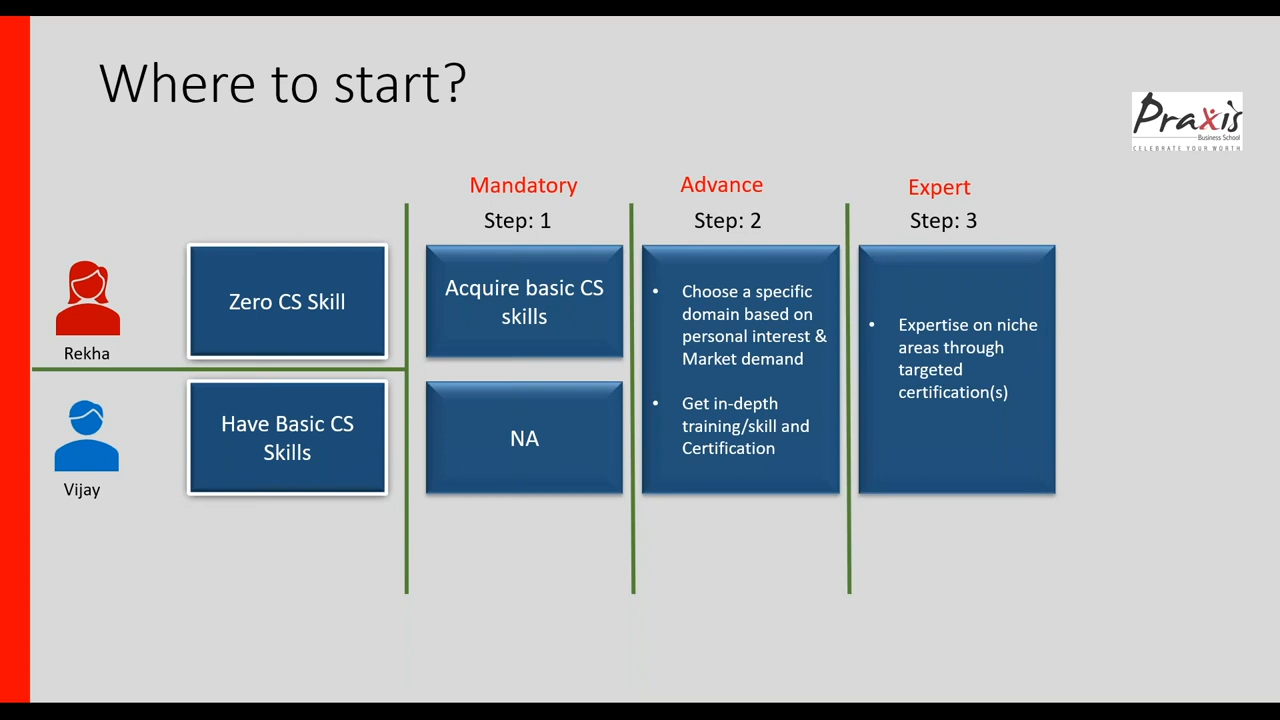 Where to start?
Praxis
Business School
CELEBRATE YOUR WORTH
Mandatory
Advance
Expert
Step: 1
Step: 2
Step: 3
Rekha
Zero CS Skill
Acquire basic CS
skills
Vijay
Have Basic CS
Skills
NA
• Choose a specific
domain based on
personal interest &
Market demand
• Get in-depth
training/skill and
Certification
• Expertise on niche
areas through
targeted
certification(s)